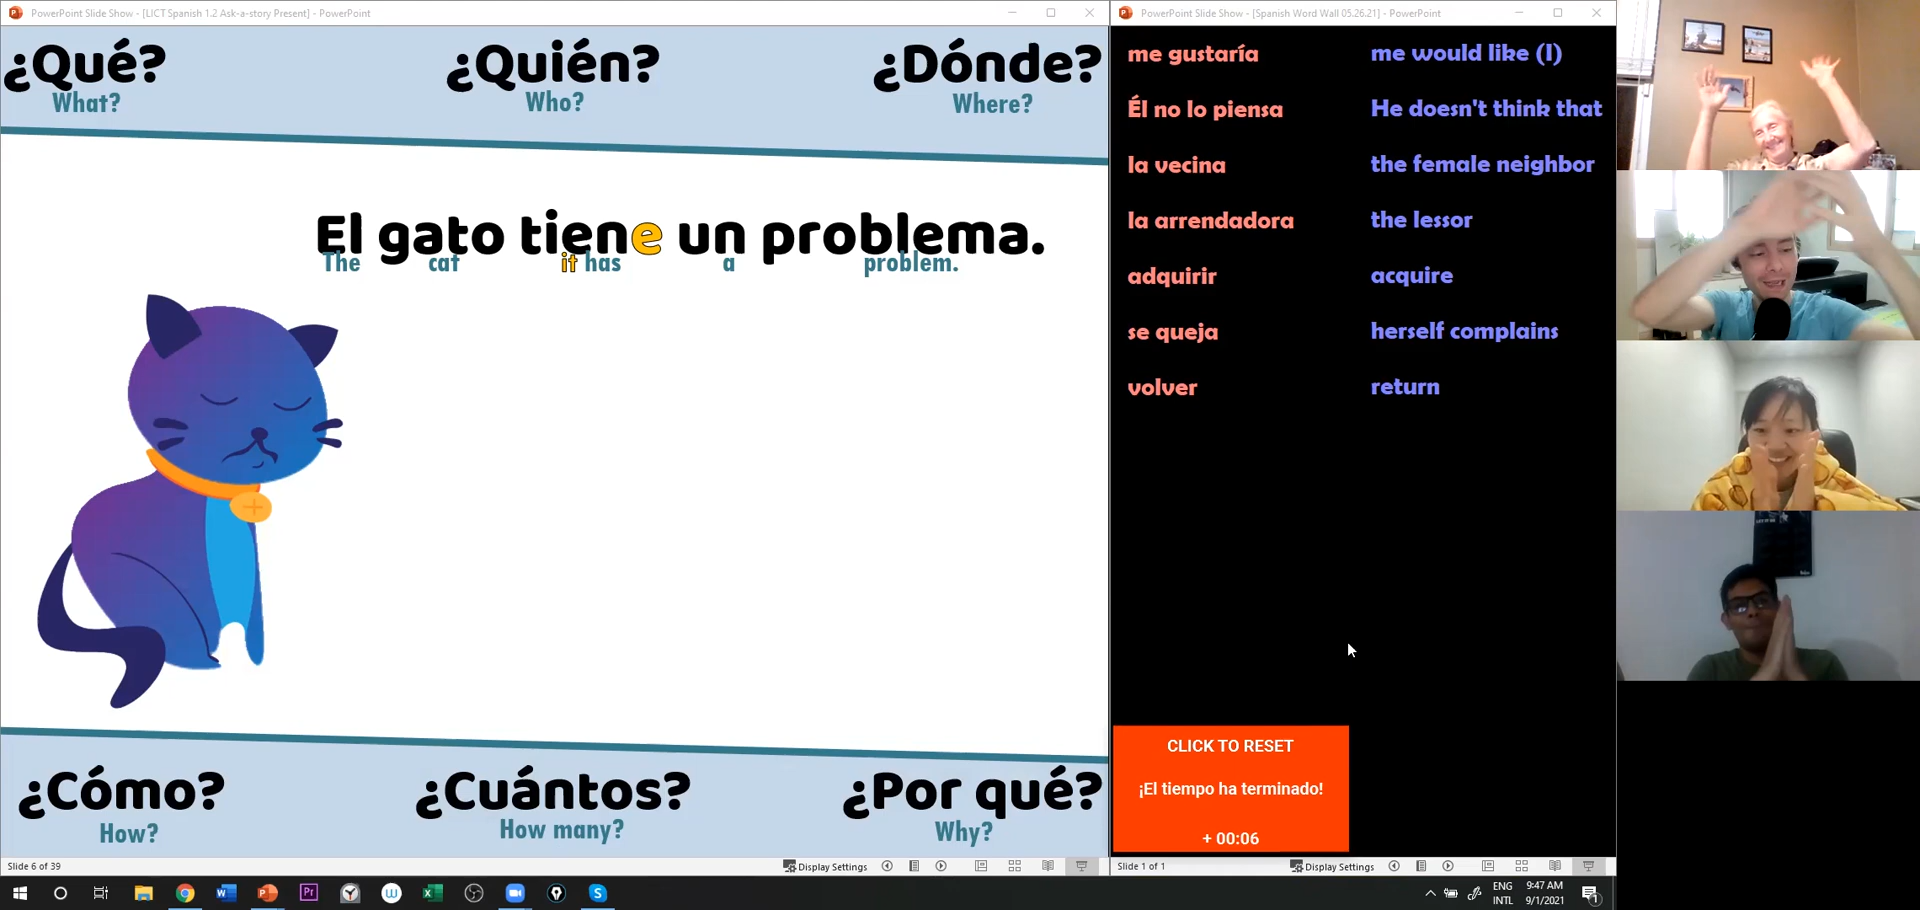 PowerPoint Slide Show - [LICT Spanish 1.2 Ask-a-story Present] - PowerPoint
¿Qué? ¿Quién? ¿Dónde?
What? Who? Where?
El gato tiene un problema.
The cat it has a problem.
¿Cómo? ¿Cuántos? ¿Por qué?
How? How many? Why?
Slide 6 of 39
Display Settings
PowerPoint Slide Show - [Spanish Word Wall 05.26.21] - PowerPoint
me gustaría me would like (I)
Él no lo piensa He doesn't think that
la vecina the female neighbor
la arrendadora the lessor
adquirir acquire
se queja herself complains
volver return
CLICK TO RESET
¡El tiempo ha terminado!
+ 00:06
Slide 1 of 1
Display Settings
ENG
INTL
9:47 AM
9/1/2021